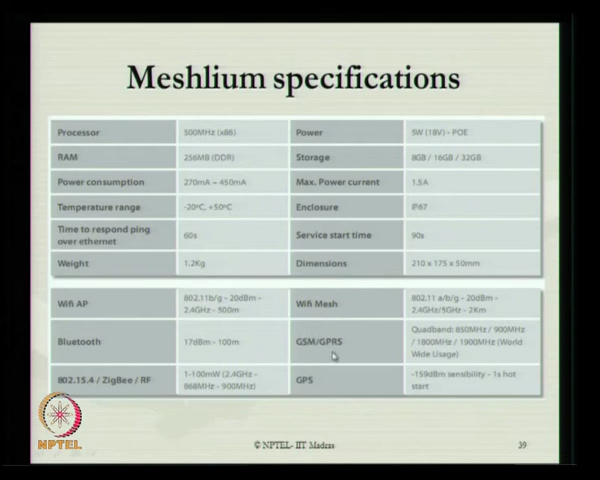 Meshlium specifications
Processor 500MHz (x86) Power 5W (18V) - POE
RAM 256MB (DDR) Storage 8GB / 16GB / 32GB
Power consumption 270mA - 450mA Max. Power current 1.5A
Temperature range -20ºC, +50ºC Enclosure IP67
Time to respond ping
over ethernet 60s Service start time 90s
Weight 1.2Kg Dimensions 210 x 175 x 50mm
Wifi AP 802.11b/g - 20dBm -
2.4GHz - 500m Wifi Mesh 802.11 a/b/g - 20dBm -
2.4GHz/5GHz - 2Km
Bluetooth 17dBm - 100m GSM/GPRS Quadband: 850MHz / 900MHz
/ 1800MHz / 1900MHz (World
Wide Usage)
802.15.4 / ZigBee / RF 1-100mW (2.4GHz -
868MHz - 900MHz) GPS -159dBm sensibility - 1s hot
start
NPTEL
© NPTEL- IIT Madras 39